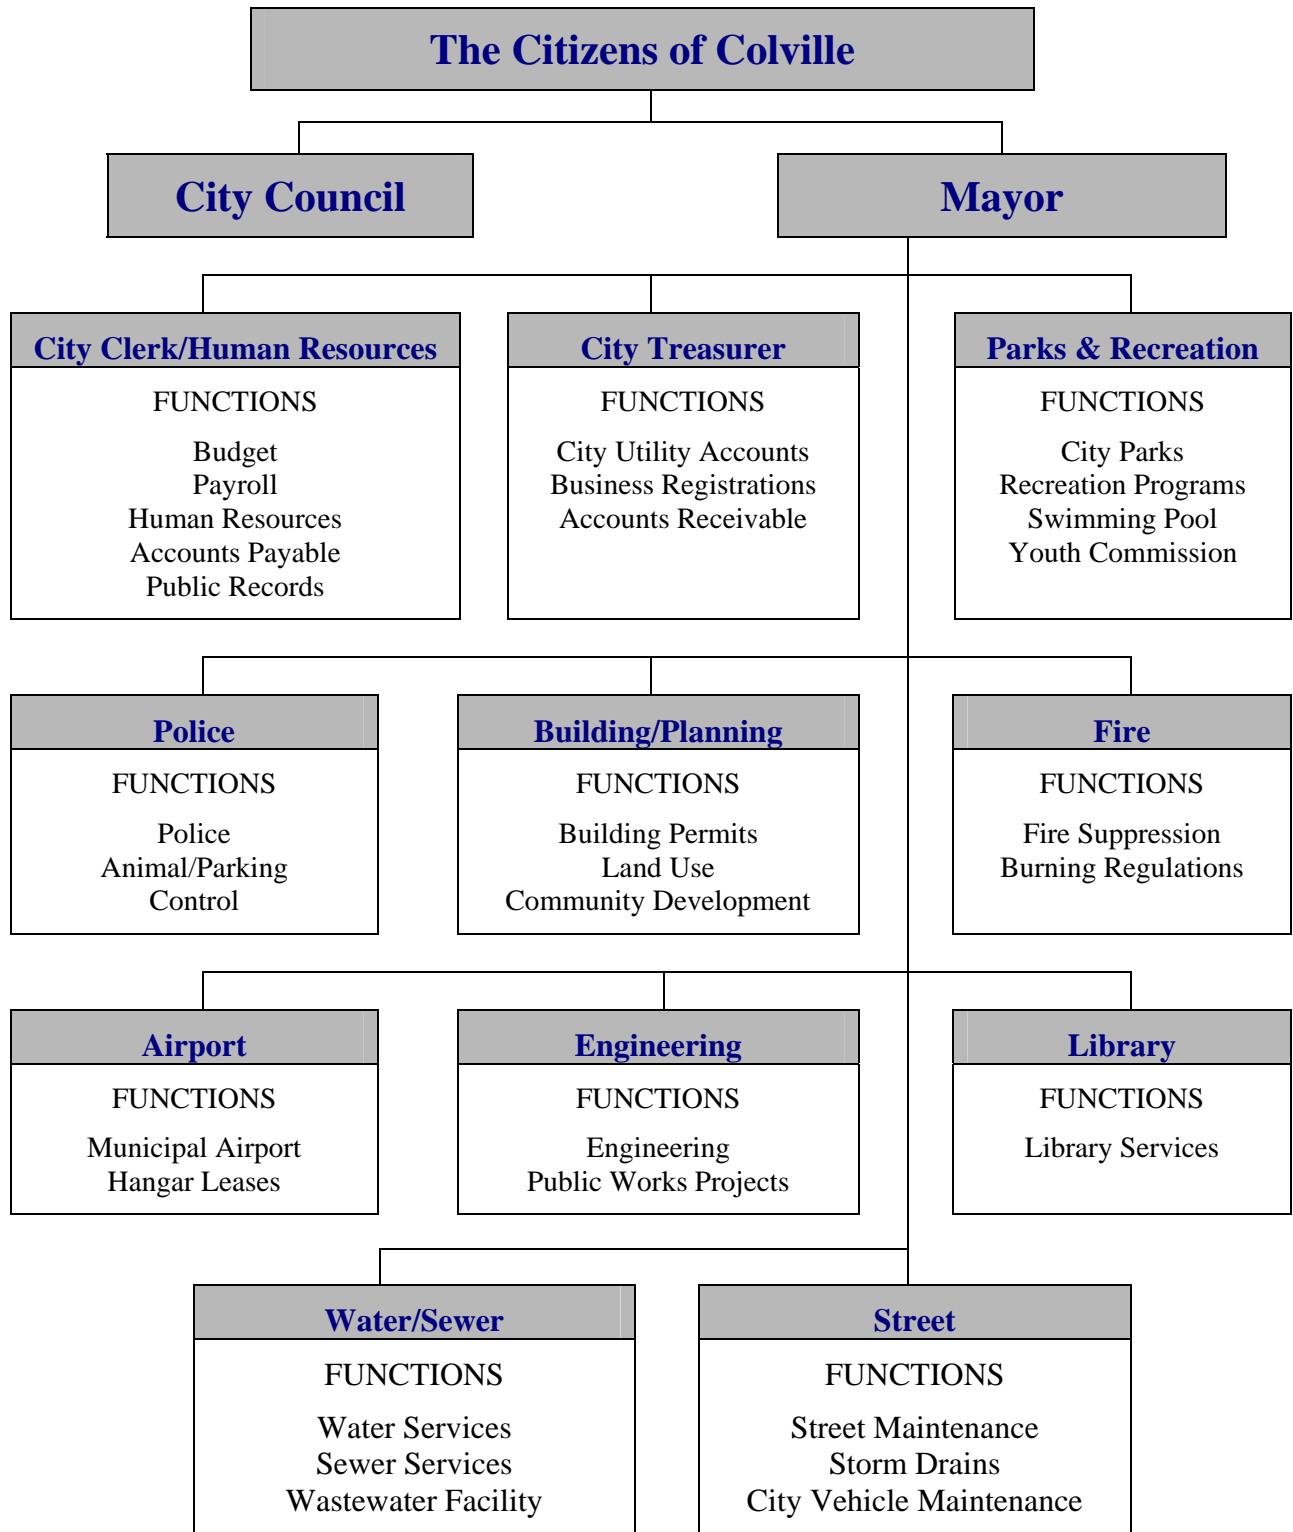 The Citizens of Colville
City Council
Mayor
City Clerk/Human Resources
FUNCTIONS
Budget
Payroll
Human Resources
Accounts Payable
Public Records
City Treasurer
FUNCTIONS
City Utility Accounts
Business Registrations
Accounts Receivable
Parks & Recreation
FUNCTIONS
City Parks
Recreation Programs
Swimming Pool
Youth Commission
Police
FUNCTIONS
Police
Animal/Parking
Control
Building/Planning
FUNCTIONS
Building Permits
Land Use
Community Development
Fire
FUNCTIONS
Fire Suppression
Burning Regulations
Airport
FUNCTIONS
Municipal Airport
Hangar Leases
Engineering
FUNCTIONS
Engineering
Public Works Projects
Library
FUNCTIONS
Library Services
Water/Sewer
FUNCTIONS
Water Services
Sewer Services
Wastewater Facility
Street
FUNCTIONS
Street Maintenance
Storm Drains
City Vehicle Maintenance